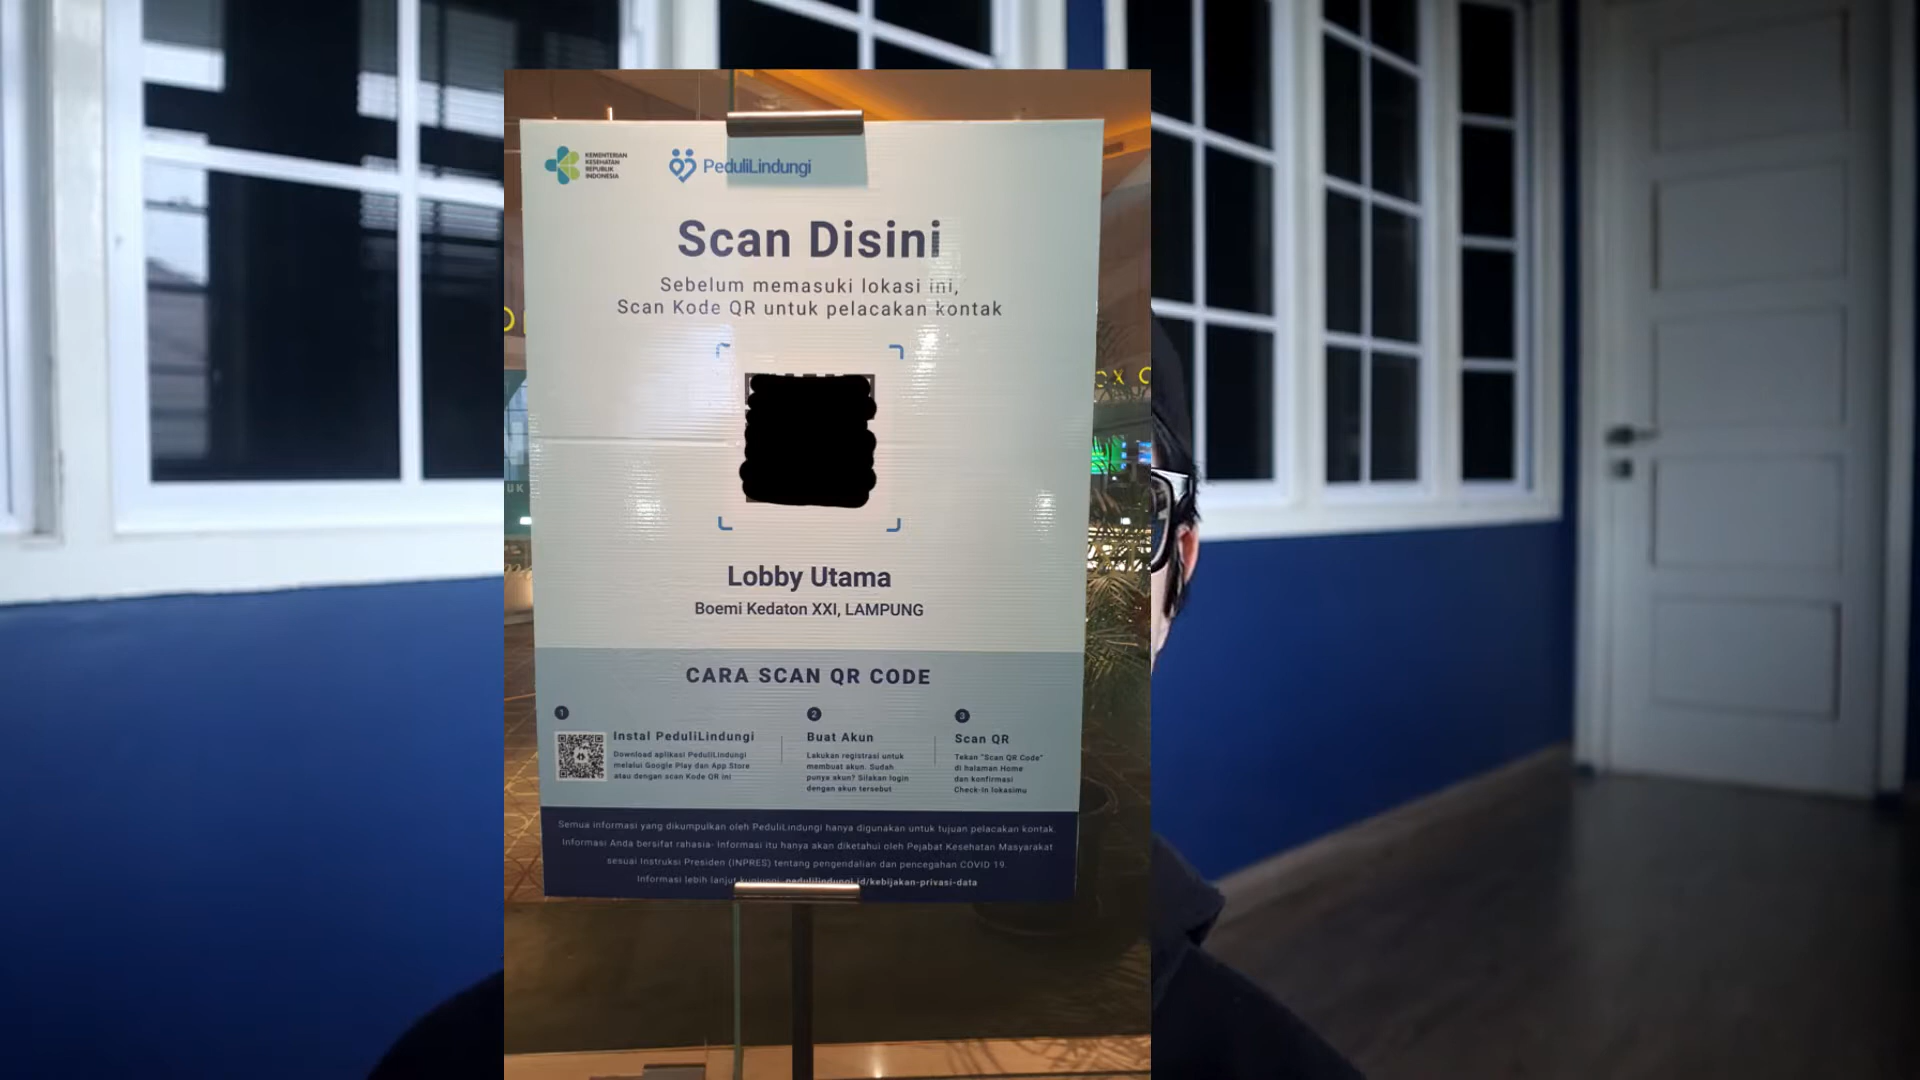 KEMENTERIAN
KESEHATAN
REPUBLIK
INDONESIA
PeduliLindungi
Scan Disini
Sebelum memasuki lokasi ini,
Scan Kode QR untuk pelacakan kontak
Lobby Utama
Boemi Kedaton XXI, LAMPUNG
CARA SCAN QR CODE
1
Instal PeduliLindungi
Download aplikasi PeduliLindungi
melalui Google Play dan App Store
atau dengan scan Kode QR ini
2
Buat Akun
Lakukan registrasi untuk
membuat akun. Sudah
punya akun? Silakan login
dengan akun tersebut
3
Scan QR
Tekan "Scan QR Code"
di halaman Home
dan konfirmasi
Check-In lokasimu
Semua informasi yang dikumpulkan oleh PeduliLindungi hanya digunakan untuk tujuan pelacakan kontak.
Informasi Anda bersifat rahasia- Informasi itu hanya akan diketahui oleh Pejabat Kesehatan Masyarakat
sesuai Instruksi Presiden (INPRES) tentang pengendalian dan pencegahan COVID 19.
Informasi lebih lanjut kunjungi: pedulilindungi.id/kebijakan-privasi-data